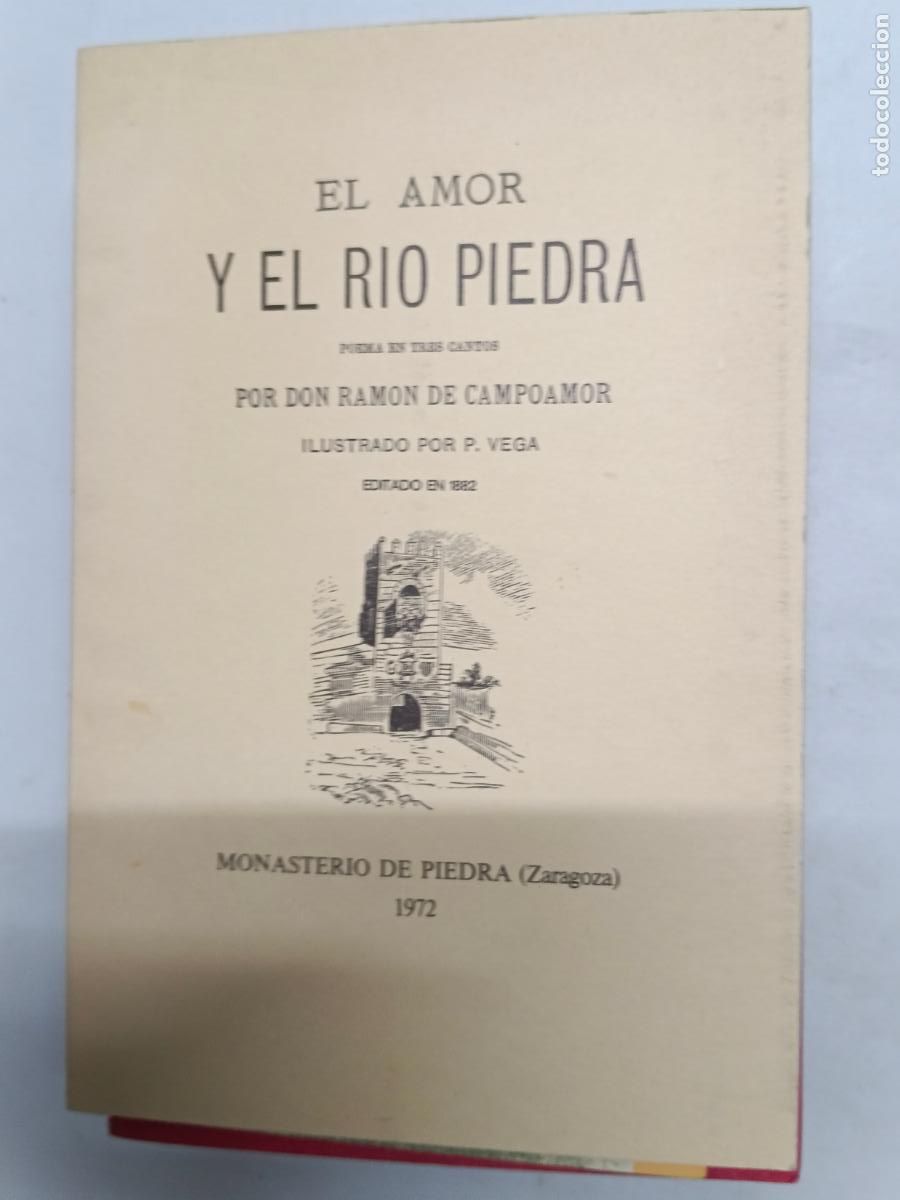 EL AMOR
Y EL RIO PIEDRA
POEMA EN TRES CANTOS
POR DON RAMON DE CAMPOAMOR
ILUSTRADO POR P. VEGA
EDITADO EN 1882
MONASTERIO DE PIEDRA (Zaragoza)
1972
todocoleccion